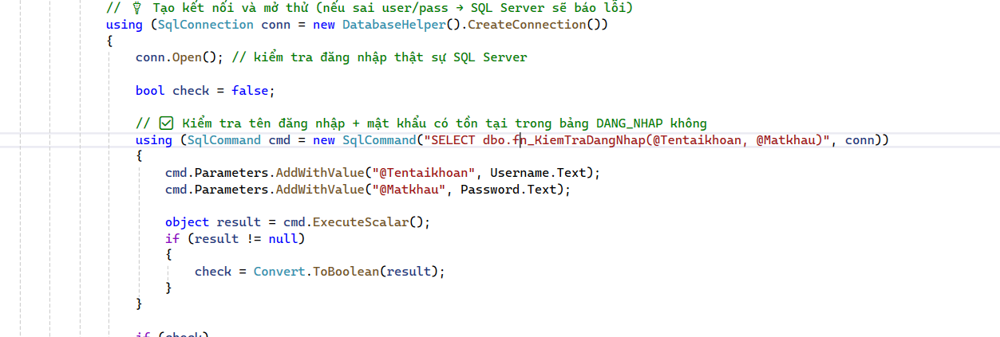 // 💡 Tạo kết nối và mở thử (nếu sai user/pass → SQL Server sẽ báo lỗi)
using (SqlConnection conn = new DatabaseHelper().CreateConnection())
{
conn.Open(); // kiểm tra đăng nhập thật sự SQL Server
bool check = false;
// ✅ Kiểm tra tên đăng nhập + mật khẩu có tồn tại trong bảng DANG_NHAP không
using (SqlCommand cmd = new SqlCommand("SELECT dbo.fn_KiemTraDangNhap(@Tentaikhoan, @Matkhau)", conn))
{
cmd.Parameters.AddWithValue("@Tentaikhoan", Username.Text);
cmd.Parameters.AddWithValue("@Matkhau", Password.Text);
object result = cmd.ExecuteScalar();
if (result != null)
{
check = Convert.ToBoolean(result);
}
}
if (check)